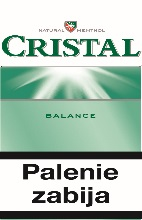 NATURAL MENTHOL
CRISTAL
BALANCE
Palenie
zabija